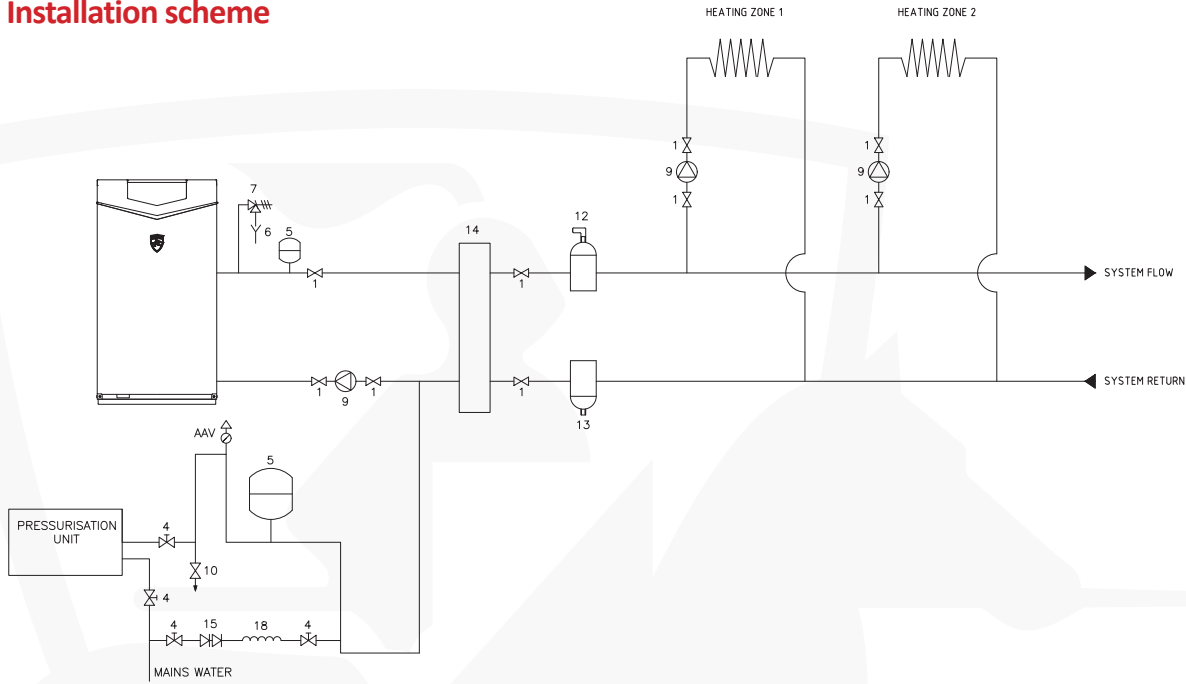 Installation scheme
HEATING ZONE 1
HEATING ZONE 2
1
1
9
9
1
1
7
6
5
14
12
1
1
SYSTEM FLOW
1
9
1
1
13
SYSTEM RETURN
AAV
5
PRESSURISATION
UNIT
4
10
4
4
15
18
4
MAINS WATER